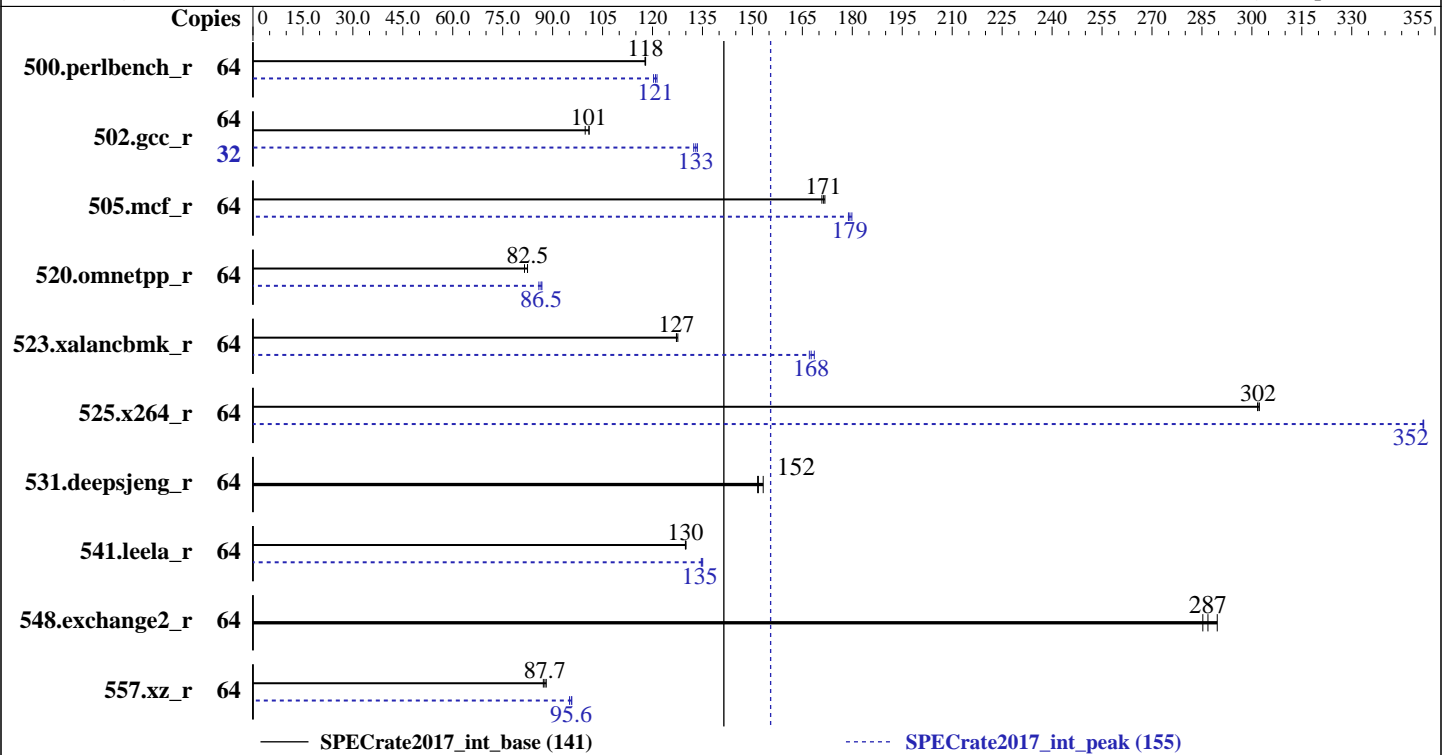 Copies 0 15.0 30.0 45.0 60.0 75.0 90.0 105 120 135 150 165 180 195 210 225 240 255 270 285 300 315 330 355
500.perlbench_r 64 118
121
502.gcc_r 64 101
32 133
505.mcf_r 64 171
179
520.omnetpp_r 64 82.5
86.5
523.xalancbmk_r 64 127
168
525.x264_r 64 302
352
531.deepsjeng_r 64 152
541.leela_r 64 130
135
548.exchange2_r 64 287
557.xz_r 64 87.7
95.6
SPECrate2017_int_base (141) SPECrate2017_int_peak (155)